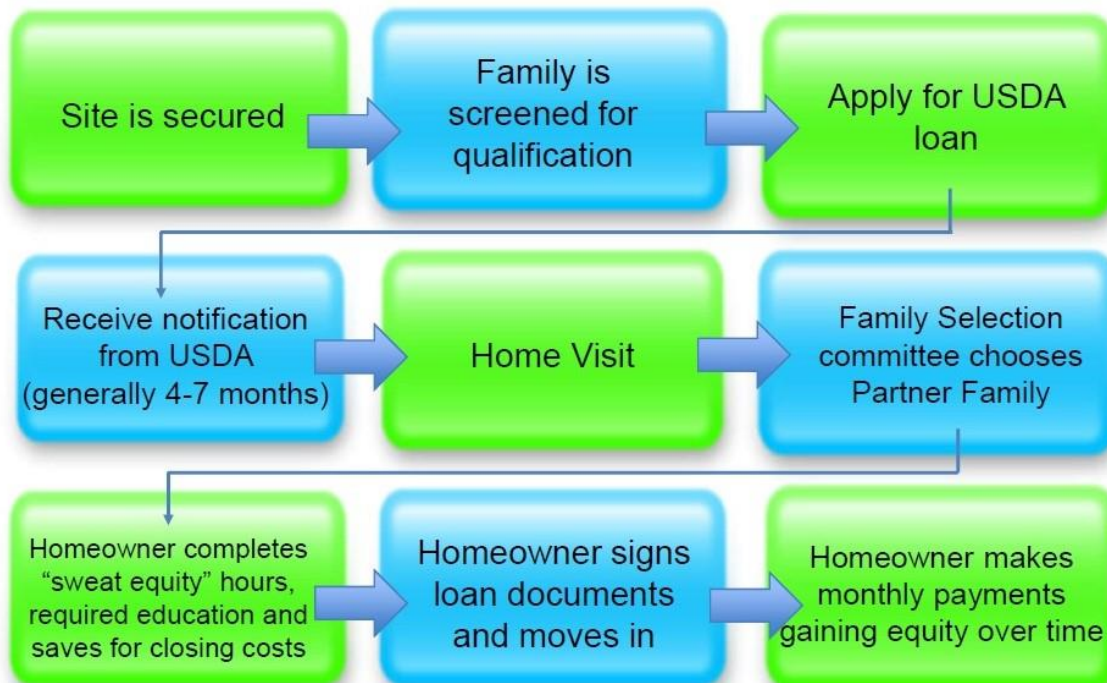 Site is secured
Family is
screened for
qualification
Apply for USDA
loan
Receive notification
from USDA
(generally 4-7 months)
Home Visit
Family Selection
committee chooses
Partner Family
Homeowner completes
“sweat equity” hours,
required education and
saves for closing costs
Homeowner signs
loan documents
and moves in
Homeowner makes
monthly payments
gaining equity over time